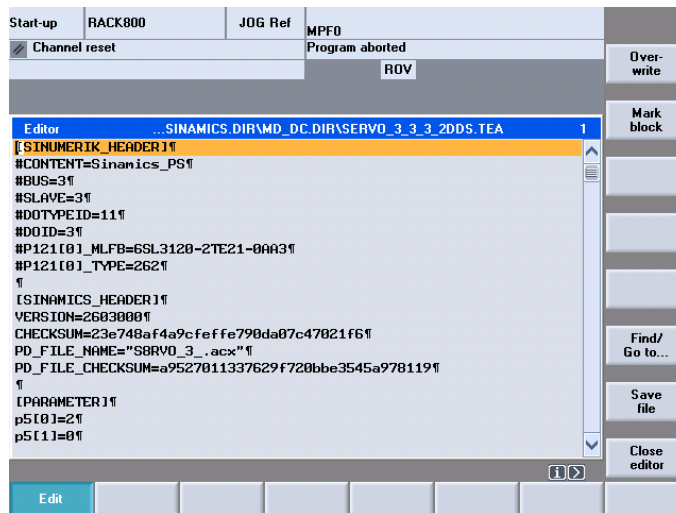 Start-up RACK800 JOG Ref MPF0
Channel reset Program aborted
ROV
Over-
write
Mark
block
Editor ...SINAMICS.DIR\MD_DC.DIR\SERVO_3_3_3_2DDS.TEA 1
[SINUMERIK_HEADER]¶
#CONTENT=Sinamics_PS¶
#BUS=3¶
#SLAVE=3¶
#DOTYPEID=11¶
#DOID=3¶
#P121[0]_MLFB=6SL3120-2TE21-0AA3¶
#P121[0]_TYPE=262¶
¶
[SINAMICS_HEADER]¶
VERSION=2603000¶
CHECKSUM=23e748af4a9cfeffe790da07c47021f6¶
PD_FILE_NAME="S8RVO_3_.acx"¶
PD_FILE_CHECKSUM=a9527011337629f720bbe3545a978119¶
¶
[PARAMETER]¶
p5[0]=2¶
p5[1]=0¶
Find/
Go to...
Save
file
Close
editor
i >
Edit